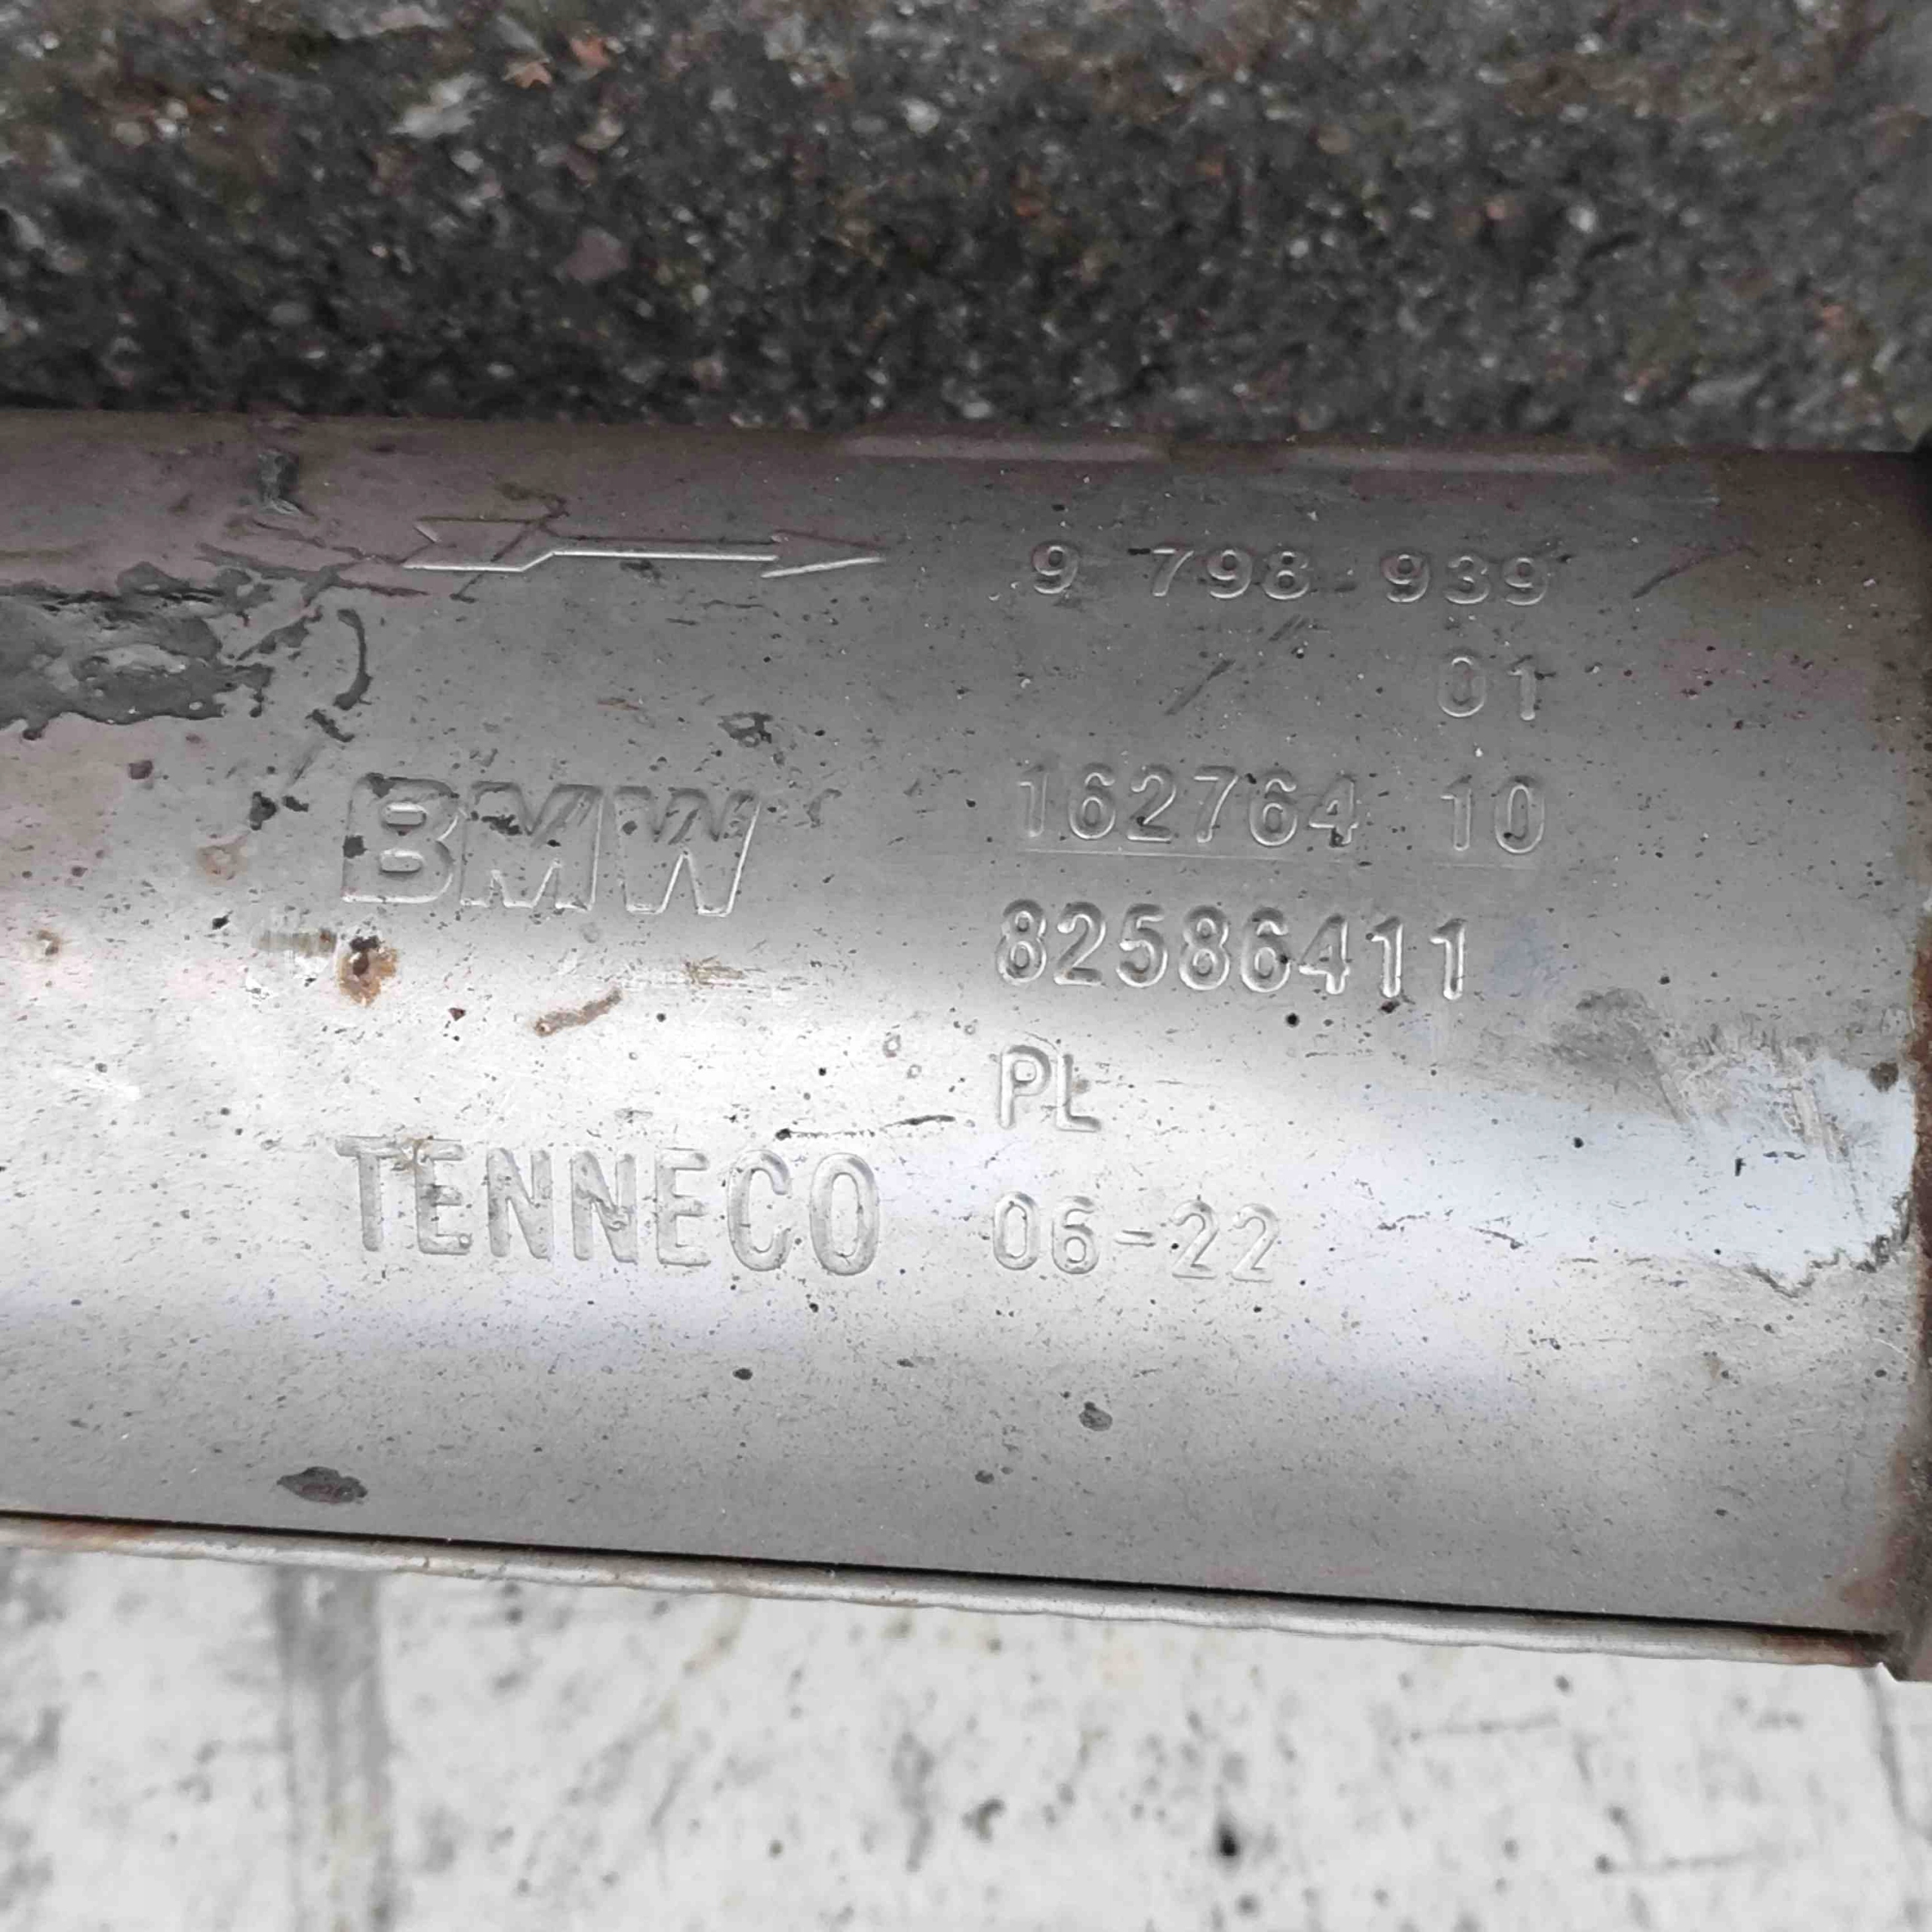 9 798 939
01
BMW 162764 10
82586411
PL
TENNECO 06-22